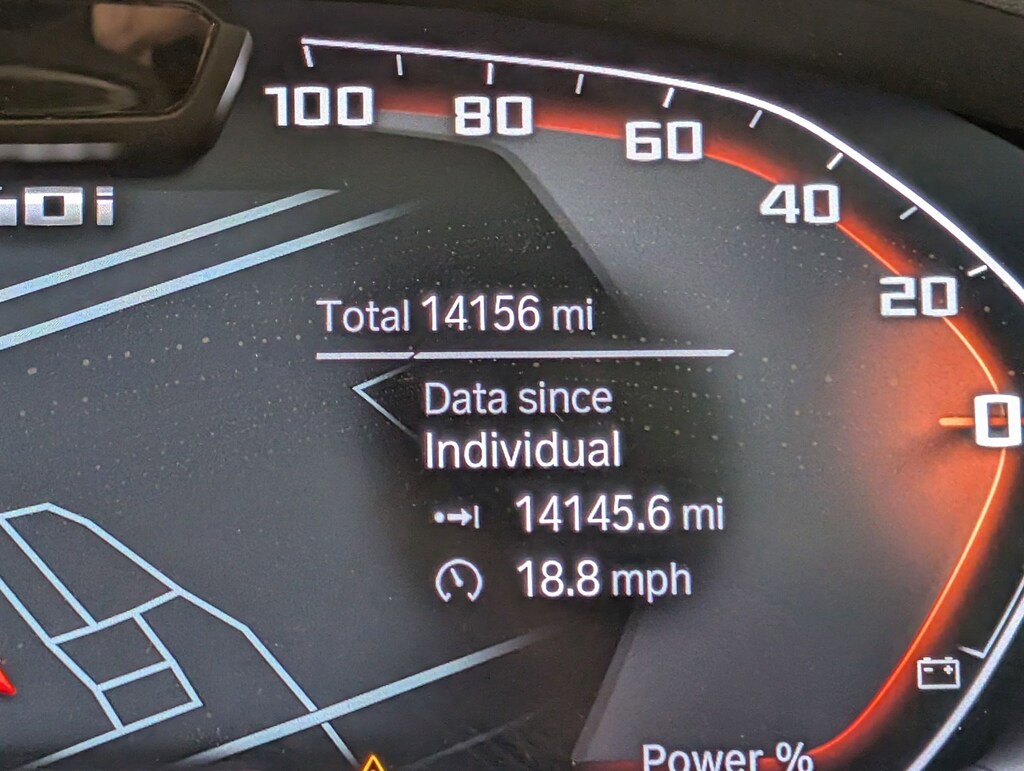 100
80
60
40
20
0
Total 14156 mi
Data since
Individual
14145.6 mi
18.8 mph
Power %